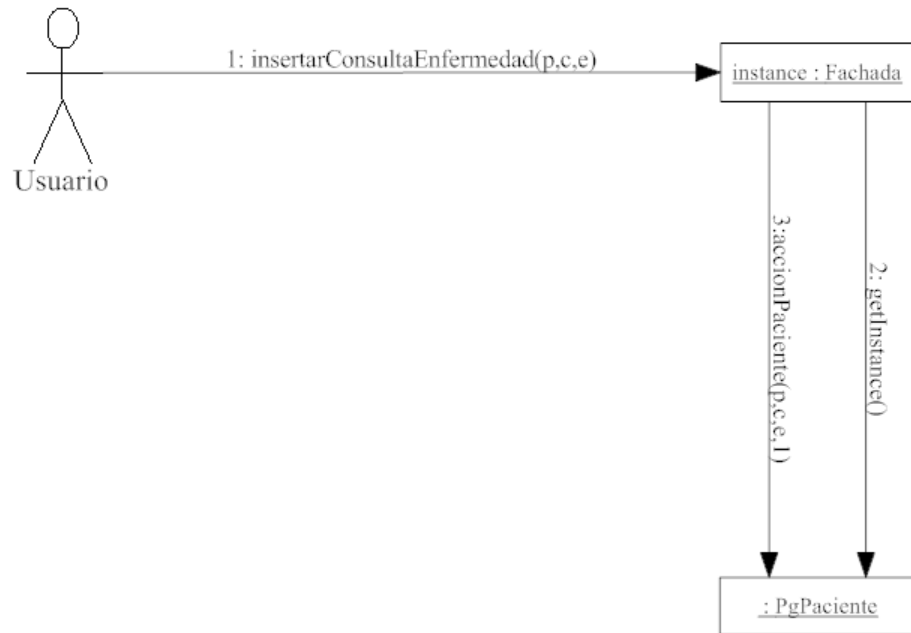 1: insertarConsultaEnfermedad(p,c,e)
instance : Fachada
Usuario
3:accionPaciente(p,c,e,1)
2: getInstance()
: PgPaciente